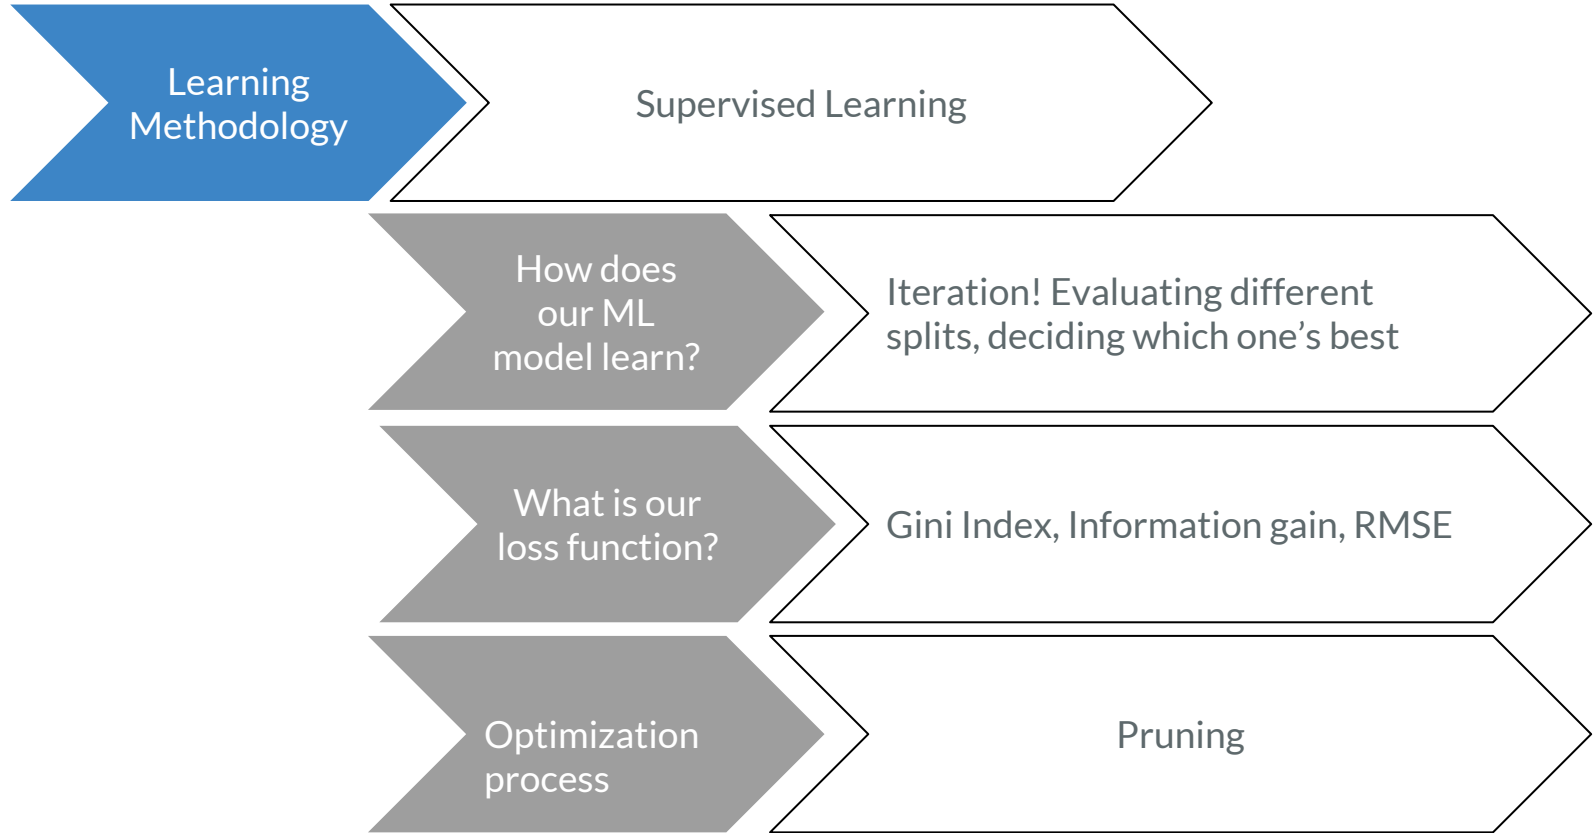 Learning
Methodology
Supervised Learning
How does
our ML
model learn?
Iteration! Evaluating different
splits, deciding which one’s best
What is our
loss function?
Gini Index, Information gain, RMSE
Optimization
process
Pruning